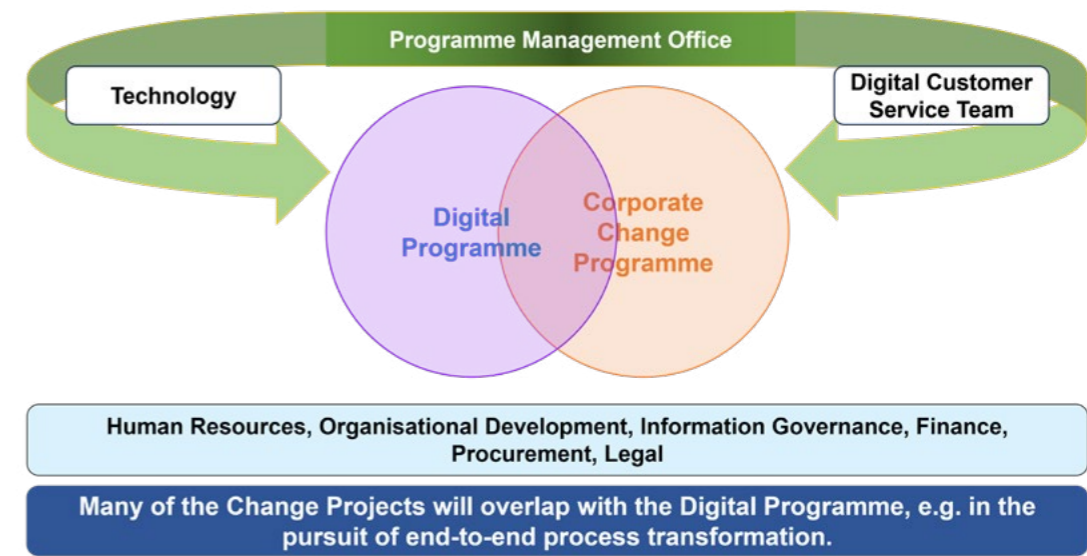 Programme Management Office
Technology
Digital Customer
Service Team
Digital
Programme
Corporate
Change
Programme
Human Resources, Organisational Development, Information Governance, Finance,
Procurement, Legal
Many of the Change Projects will overlap with the Digital Programme, e.g. in the
pursuit of end-to-end process transformation.